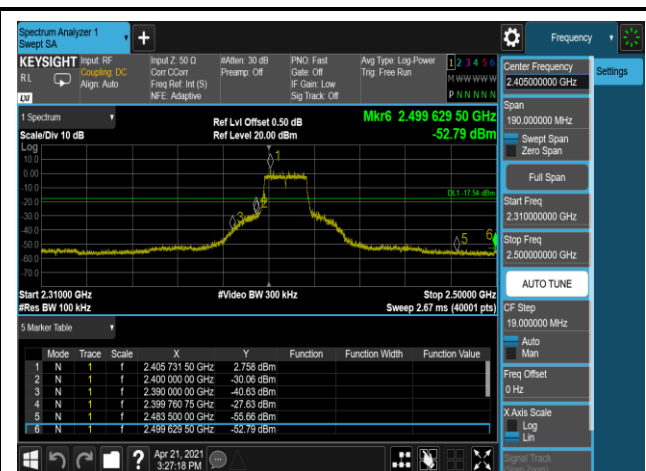 Spectrum Analyzer 1
Swept SA
Frequency
KEYSIGHT
RL
LXI
Input: RF
Coupling: DC
Align: Auto
Input Z: 50 Ω
Corr CCorr
Freq Ref: Int (S)
NFE: Adaptive
#Atten: 30 dB
Preamp: Off
PNO: Fast
Gate: Off
IF Gain: Low
Sig Track: Off
Avg Type: Log-Power
Trig: Free Run
1 2 3 4 5 6
M W W W W W
P N N N N N
1 Spectrum
Scale/Div 10 dB
Ref Lvl Offset 0.50 dB
Ref Level 20.00 dBm
Mkr6 2.499 629 50 GHz
-52.79 dBm
Log
10.0
0.00
-10.0
-20.0
-30.0
-40.0
-50.0
-60.0
-70.0
1
2
3
5
6
DL1 -17.54 dBm
Start 2.31000 GHz
#Res BW 100 kHz
#Video BW 300 kHz
Stop 2.50000 GHz
Sweep 2.67 ms (40001 pts)
5 Marker Table
Mode Trace Scale X Y Function Function Width Function Value
1 N 1 f 2.405 731 50 GHz 2.758 dBm
2 N 1 f 2.400 000 00 GHz -30.06 dBm
3 N 1 f 2.390 000 00 GHz -40.63 dBm
4 N 1 f 2.399 760 75 GHz -27.63 dBm
5 N 1 f 2.483 500 00 GHz -55.66 dBm
6 N 1 f 2.499 629 50 GHz -52.79 dBm
Apr 21, 2021
3:27:18 PM
Center Frequency
2.405000000 GHz
Settings
Span
190.000000 MHz
Swept Span
Zero Span
Full Span
Start Freq
2.310000000 GHz
Stop Freq
2.500000000 GHz
AUTO TUNE
CF Step
19.000000 MHz
Auto
Man
Freq Offset
0 Hz
X Axis Scale
Log
Lin
Signal Track
(Span Zoom)